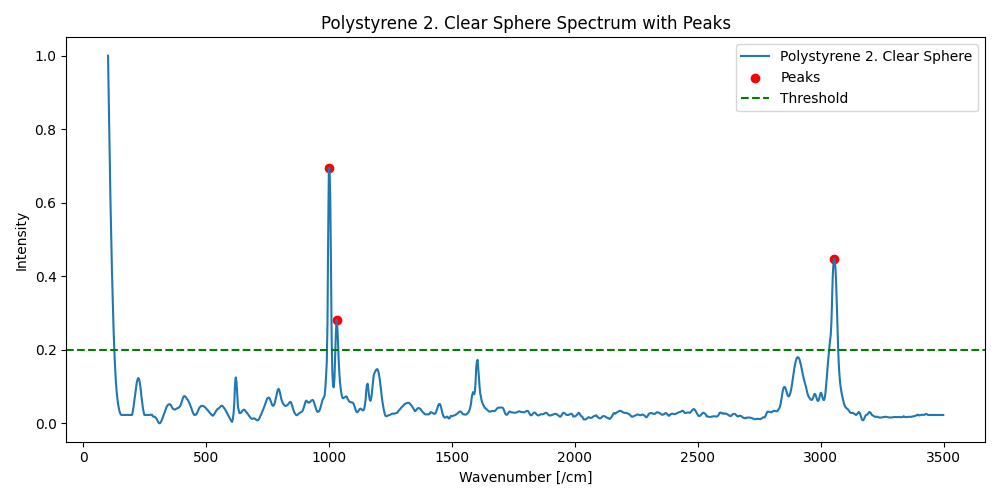 Polystyrene 2. Clear Sphere Spectrum with Peaks
Polystyrene 2. Clear Sphere
Peaks
Threshold
Intensity
1.0
0.8
0.6
0.4
0.2
0.0
0 500 1000 1500 2000 2500 3000 3500
Wavenumber [/cm]